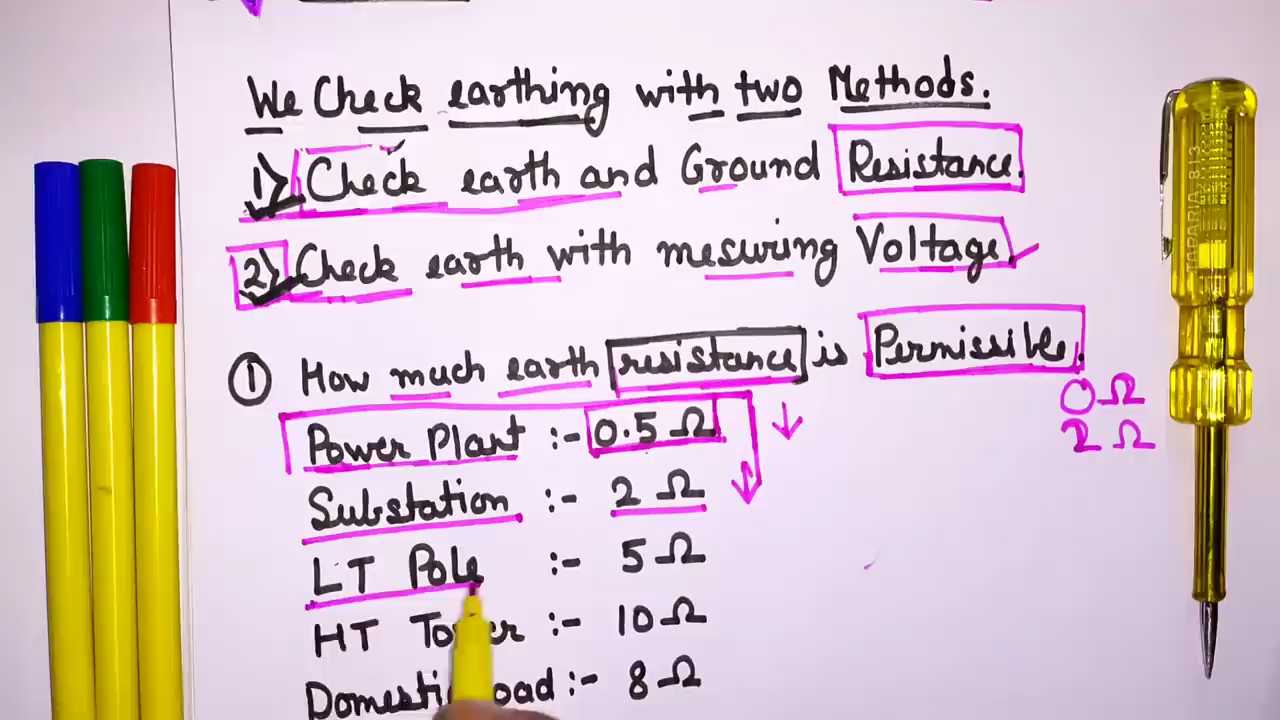 We Check earthing with two Methods.
1) Check earth and Ground Resistance.
2) Check earth with mesuring Voltage.
① How much earth resistance is Permissible.
0 Ω
2 Ω
Power Plant :- 0.5 Ω
Substation :- 2 Ω
LT Pole :- 5 Ω
HT :- 10 Ω
:- 8 Ω
TAPARIA 813